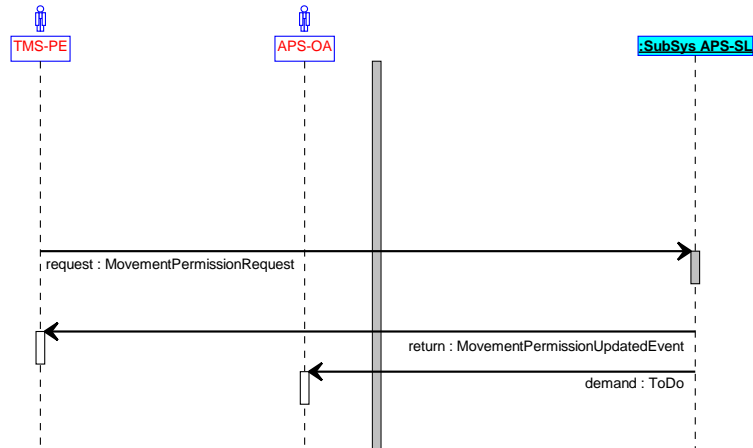 TMS-PE
APS-OA
:SubSys APS-SL
request : MovementPermissionRequest
return : MovementPermissionUpdatedEvent
demand : ToDo